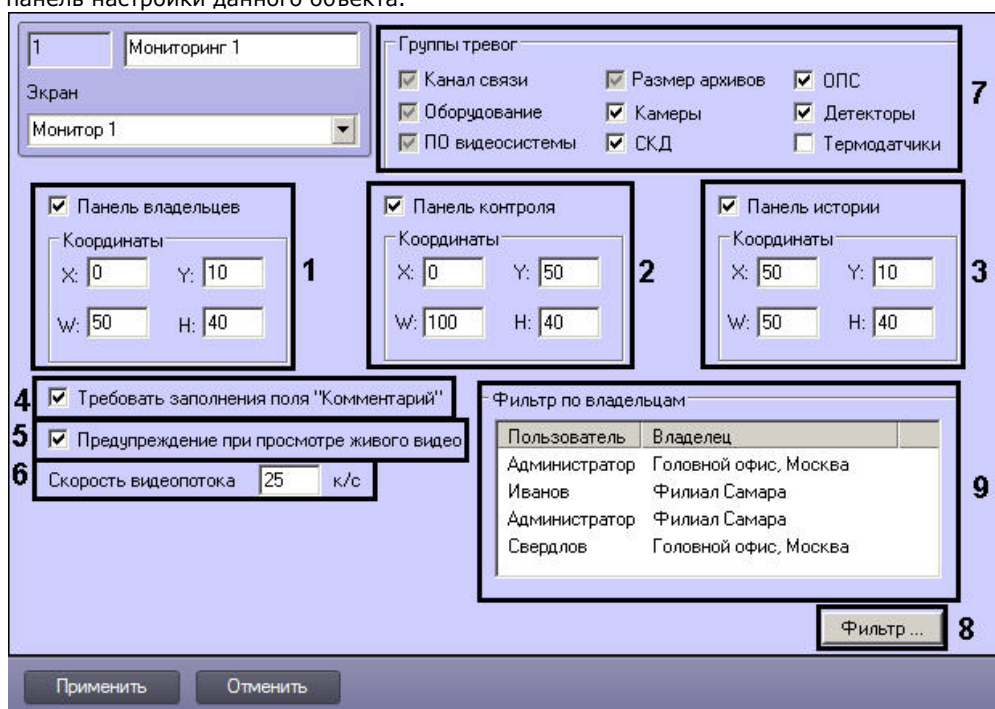 панель настройки данного объекта.
1 Мониторинг 1
Экран
Монитор 1
Группы тревог
Канал связи Размер архивов ОПС
Оборудование Камеры Детекторы
ПО видеосистемы СКД Термодатчики
7
Панель владельцев
Координаты
X: 0 Y: 10
W: 50 H: 40
1
Панель контроля
Координаты
X: 0 Y: 50
W: 100 H: 40
2
Панель истории
Координаты
X: 50 Y: 10
W: 50 H: 40
3
4 Требовать заполнения поля "Комментарий"
5 Предупреждение при просмотре живого видео
6 Скорость видеопотока 25 к/с
Фильтр по владельцам
Пользователь Владелец
Администратор Головной офис, Москва
Иванов Филиал Самара
Администратор Филиал Самара
Свердлов Головной офис, Москва
9
Фильтр ... 8
Применить Отменить